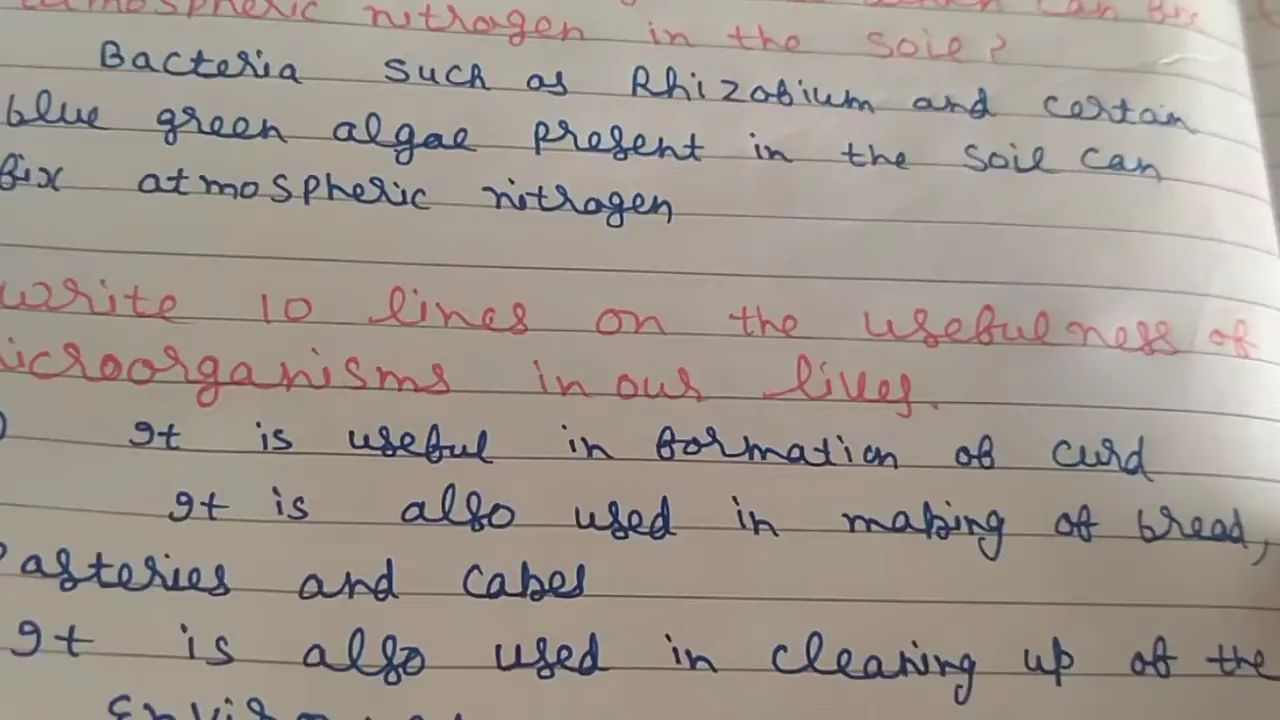 nitrogen in the soil?
Bacteria such as Rhizobium and certain
blue green algae present in the soil can
fix atmospheric nitrogen
write 10 lines on the usefulness of
icroorganisms in our lives.
It is useful in formation of curd
It is also used in making of bread,
pasteries and cakes
It is also used in cleaning up of the